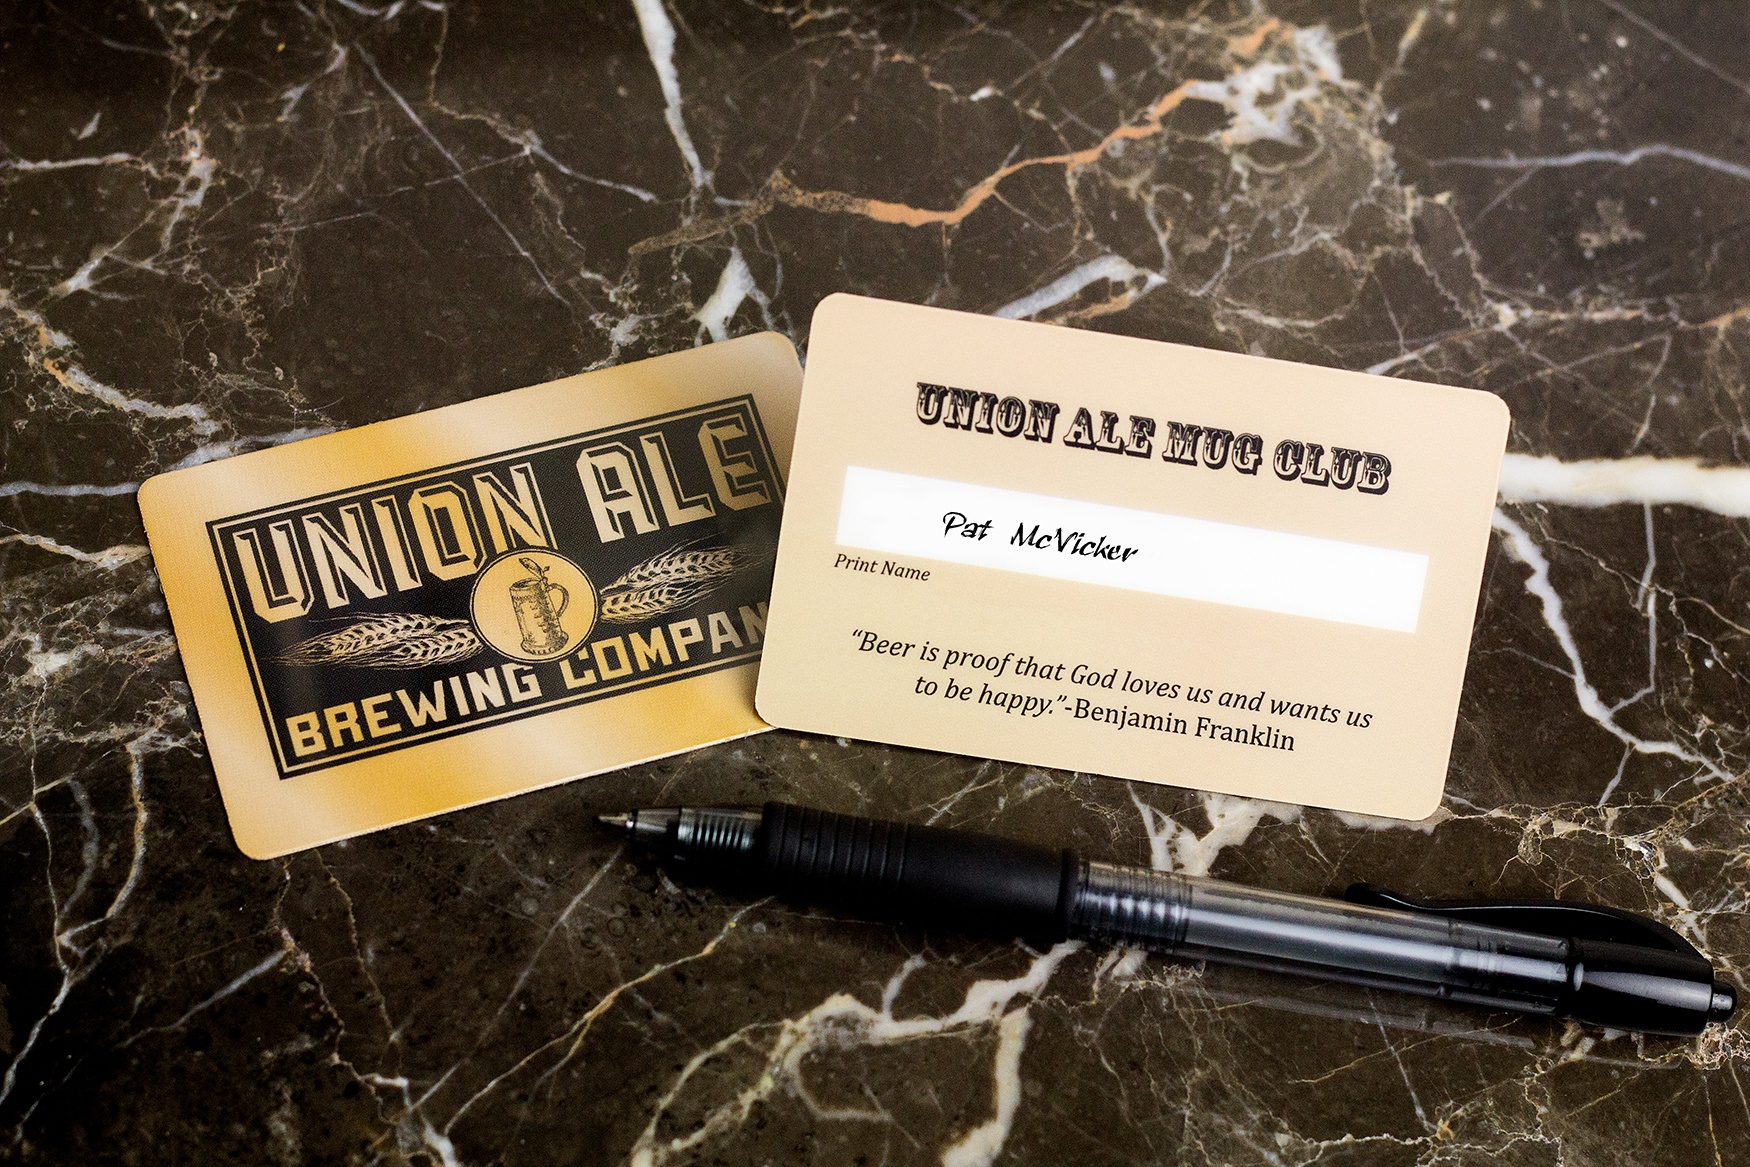 UNION ALE
BREWING COMPAN
UNION ALE MUG CLUB
Pat McVicker
Print Name
“Beer is proof that God loves us and wants us
to be happy.”-Benjamin Franklin